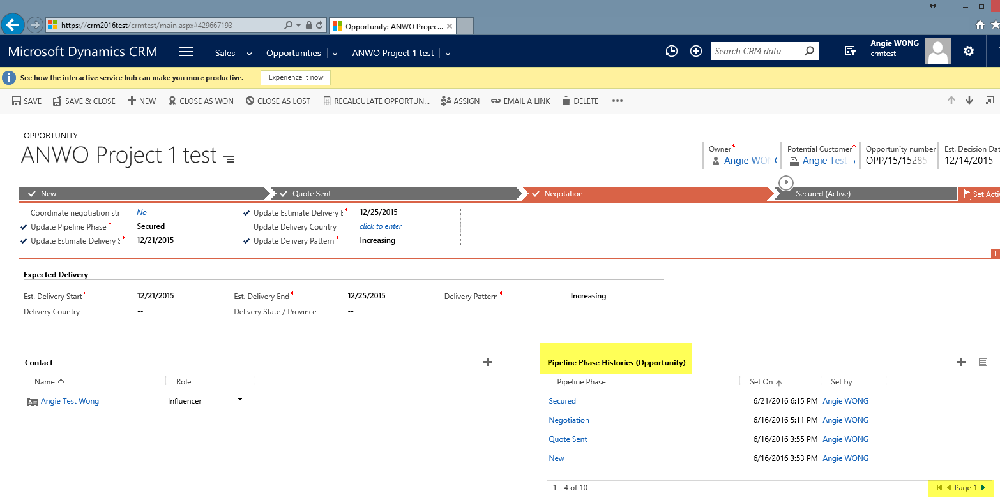 https://crm2016test/crmtest/main.aspx#429667193
Opportunity: ANWO Projec...
Microsoft Dynamics CRM
Sales
Opportunities
ANWO Project 1 test
Search CRM data
Angie WONG
crmtest
See how the interactive service hub can make you more productive.
Experience it now
SAVE
SAVE & CLOSE
NEW
CLOSE AS WON
CLOSE AS LOST
RECALCULATE OPPORTUN...
ASSIGN
EMAIL A LINK
DELETE
OPPORTUNITY
ANWO Project 1 test
Owner*
Angie WO
Potential Customer*
Angie Test
Opportunity number
OPP/15/15285
Est. Decision Dat
12/14/2015
New
Quote Sent
Negotation
Secured (Active)
Set Activ
Coordinate negotiation str No
Update Estimate Delivery E* 12/25/2015
Update Pipeline Phase* Secured
Update Delivery Country click to enter
Update Estimate Delivery S* 12/21/2015
Update Delivery Pattern* Increasing
Expected Delivery
Est. Delivery Start* 12/21/2015 Est. Delivery End* 12/25/2015 Delivery Pattern* Increasing
Delivery Country -- Delivery State / Province --
Contact
Name Role
Angie Test Wong Influencer
Pipeline Phase Histories (Opportunity)
Pipeline Phase Set On Set by
Secured 6/21/2016 6:15 PM Angie WONG
Negotiation 6/16/2016 5:11 PM Angie WONG
Quote Sent 6/16/2016 3:55 PM Angie WONG
New 6/16/2016 3:53 PM Angie WONG
1 - 4 of 10
Page 1